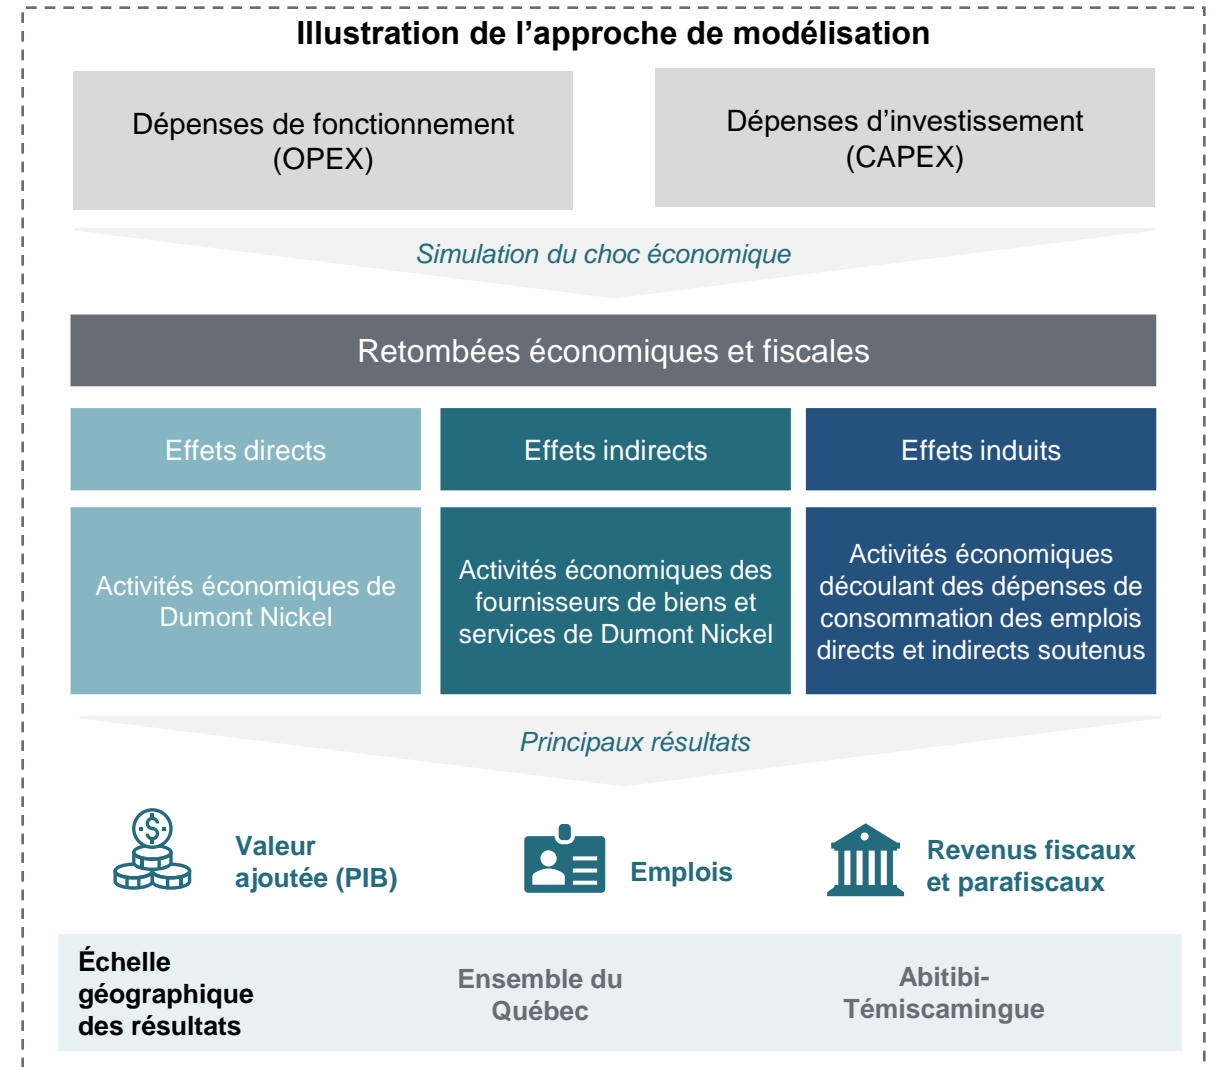 Illustration de l’approche de modélisation
Dépenses de fonctionnement
(OPEX)
Dépenses d’investissement
(CAPEX)
Simulation du choc économique
Retombées économiques et fiscales
Effets directs
Effets indirects
Effets induits
Activités économiques de
Dumont Nickel
Activités économiques des
fournisseurs de biens et
services de Dumont Nickel
Activités économiques
découlant des dépenses de
consommation des emplois
directs et indirects soutenus
Principaux résultats
$
Valeur
ajoutée (PIB)
Emplois
Revenus fiscaux
et parafiscaux
Échelle
géographique
des résultats
Ensemble du
Québec
Abitibi-
Témiscamingue